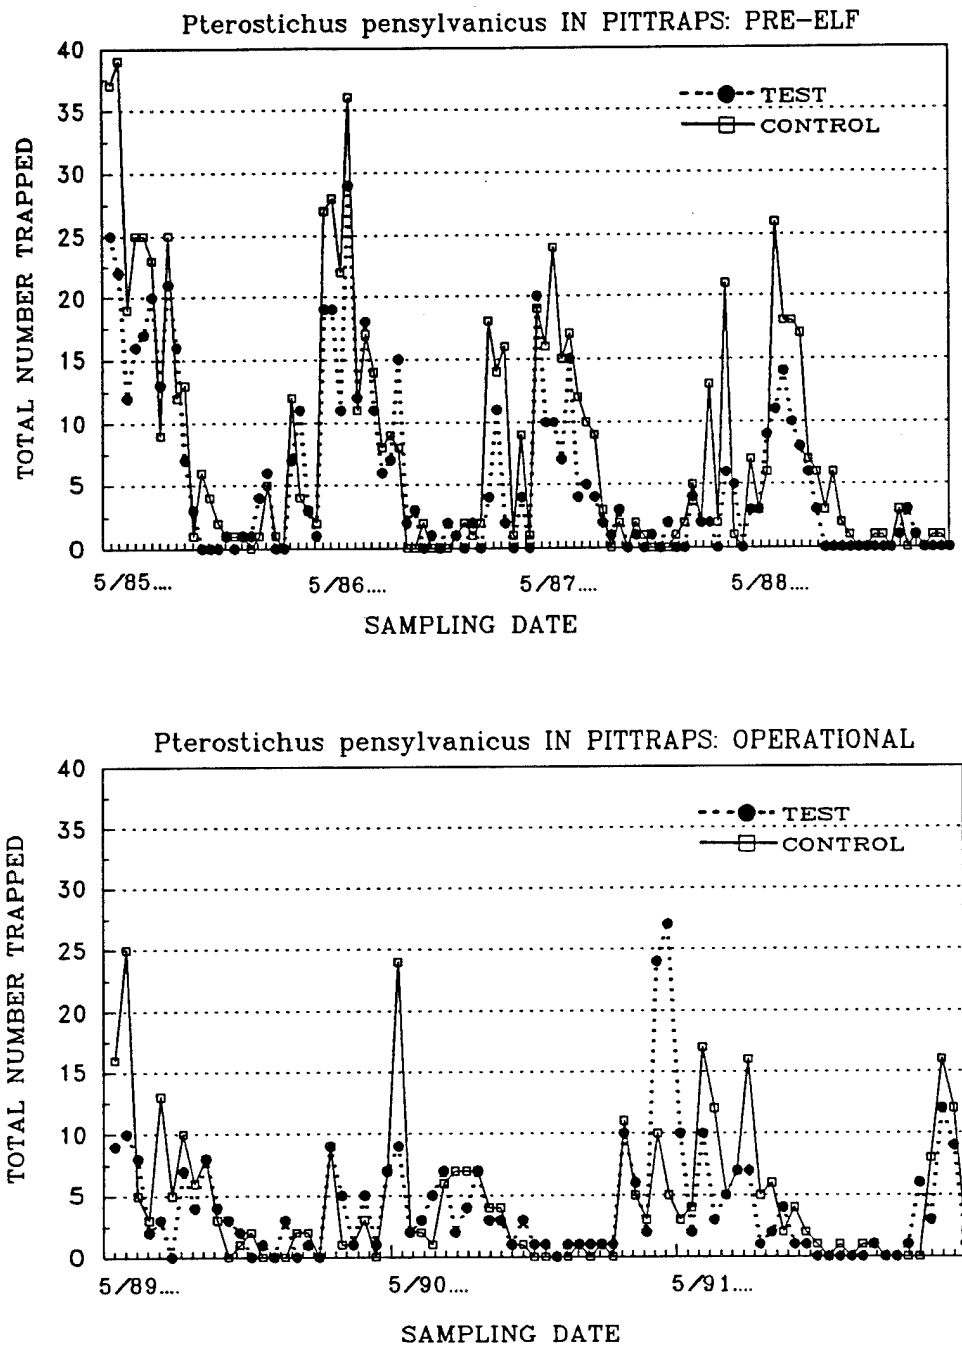 Pterostichus pensylvanicus IN PITTRAPS: PRE-ELF
40
35
30
25
20
15
10
5
0
TOTAL NUMBER TRAPPED
TEST
CONTROL
5/85.... 5/86.... 5/87.... 5/88....
SAMPLING DATE
Pterostichus pensylvanicus IN PITTRAPS: OPERATIONAL
40
35
30
25
20
15
10
5
0
TOTAL NUMBER TRAPPED
TEST
CONTROL
5/89.... 5/90.... 5/91....
SAMPLING DATE